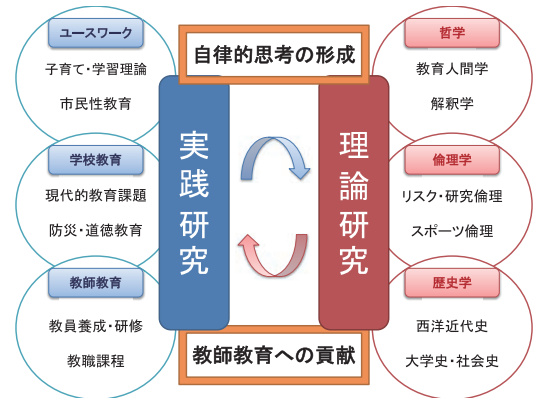 ユースワーク
子育て・学習理論
市民性教育
学校教育
現代的教育課題
防災・道徳教育
教師教育
教員養成・研修
教職課程
自律的思考の形成
実践研究
理論研究
教師教育への貢献
哲学
教育人間学
解釈学
倫理学
リスク・研究倫理
スポーツ倫理
歴史学
西洋近代史
大学史・社会史